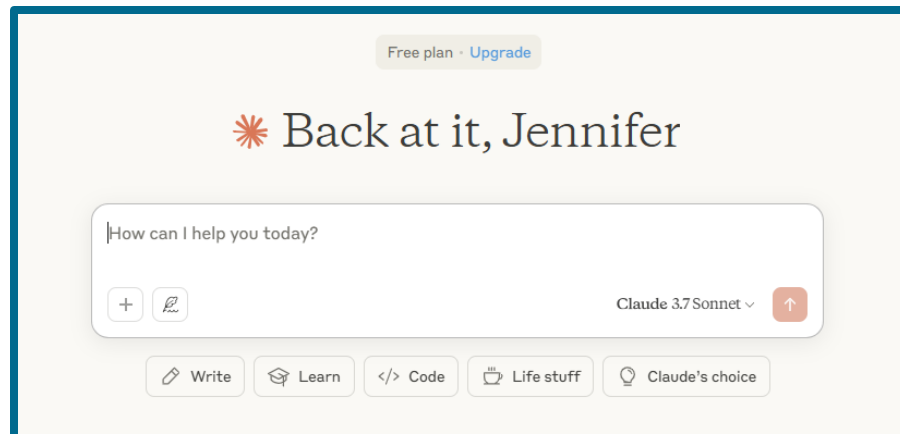 Free plan · Upgrade
Back at it, Jennifer
How can I help you today?
Claude 3.7 Sonnet
Write Learn </> Code Life stuff Claude's choice